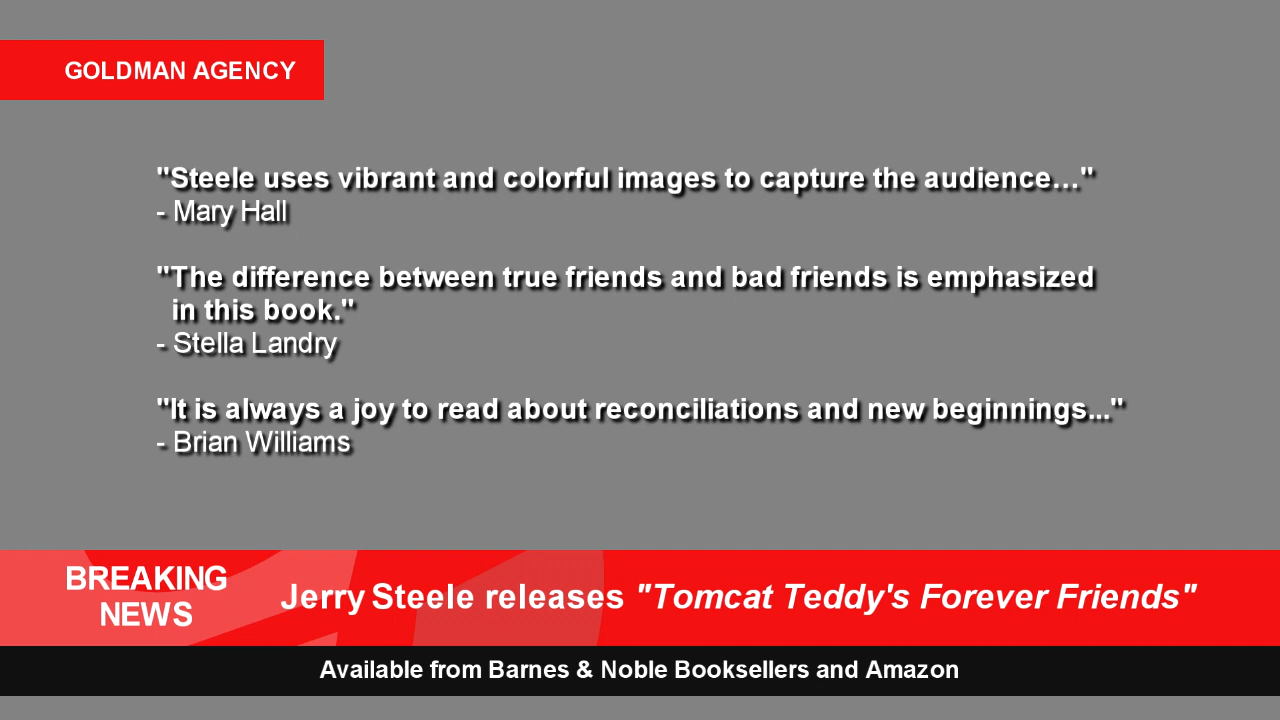 GOLDMAN AGENCY
"Steele uses vibrant and colorful images to capture the audience…"
- Mary Hall
"The difference between true friends and bad friends is emphasized
in this book."
- Stella Landry
"It is always a joy to read about reconciliations and new beginnings..."
- Brian Williams
BREAKING
NEWS
Jerry Steele releases "Tomcat Teddy's Forever Friends"
Available from Barnes & Noble Booksellers and Amazon